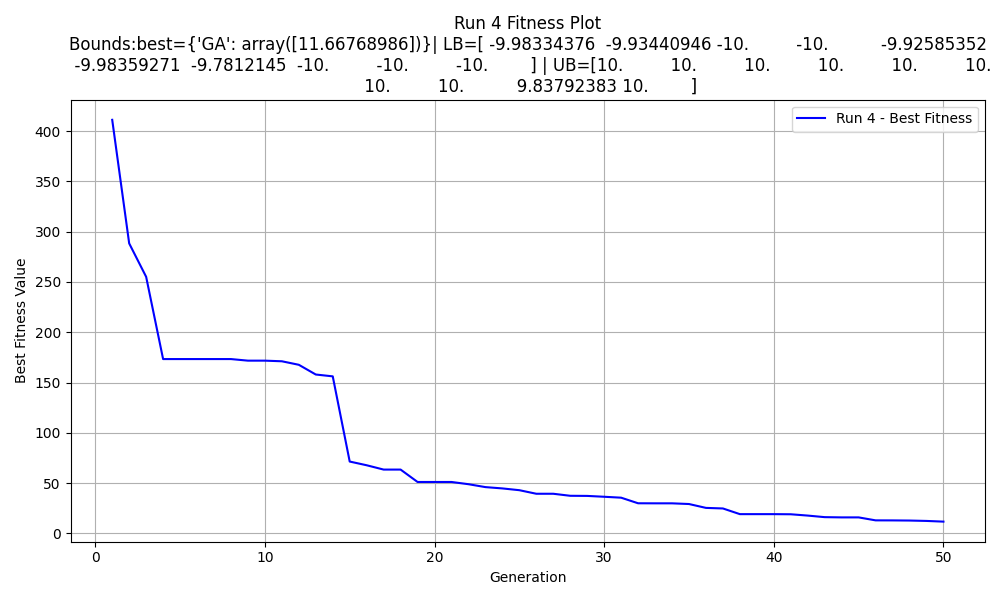 Run 4 Fitness Plot
Bounds:best={'GA': array([11.66768986])}| LB=[ -9.98334376  -9.93440946 -10.         -10.          -9.92585352
 -9.98359271  -9.7812145  -10.         -10.         -10.        ] | UB=[10.         10.         10.         10.         10.         10.
 10.         10.          9.83792383 10.        ]
Run 4 - Best Fitness
400
350
300
250
200
150
100
50
0
Best Fitness Value
0 10 20 30 40 50
Generation